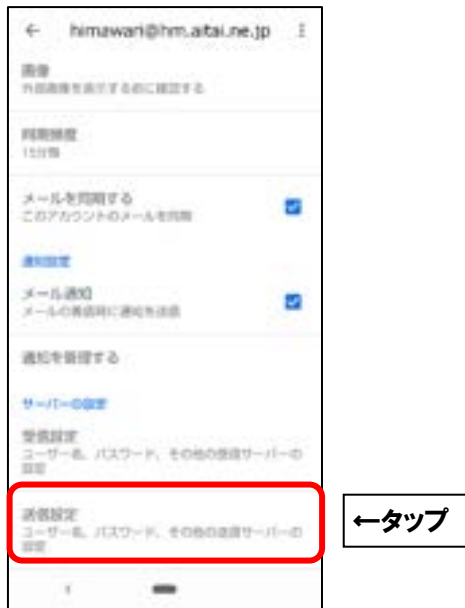 himawari@hm.aitai.ne.jp
画像
外部画像を表示する前に確認する
同期頻度
15分毎
メールを同期する
このアカウントのメールを同期
通知設定
メール通知
メールの着信時に通知を送信
通知を管理する
サーバーの設定
受信設定
ユーザー名、パスワード、その他の受信サーバーの
設定
送信設定
ユーザー名、パスワード、その他の送信サーバーの
設定
←タップ